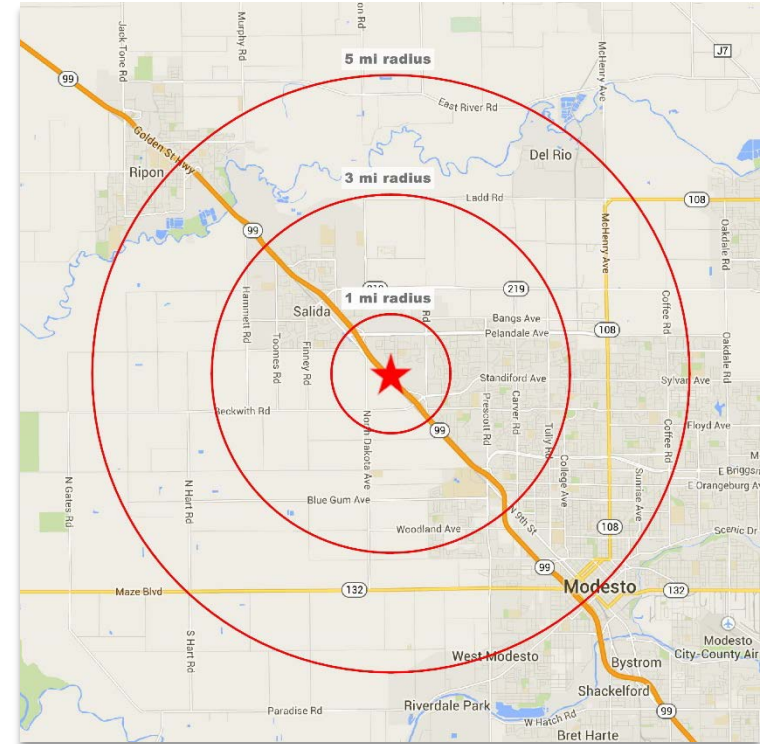 on Rd
Jack Tone Rd
Murphy Rd
McHenry Ave
J7
5 mi radius
99
East River Rd
Golden St Hwy
Ripon
Del Rio
3 mi radius
Ladd Rd
108
99
McHenry Ave
Oakdale Rd
219
1 mi radius
Hammett Rd
Salida
Rd
Bangs Ave
Coffee Rd
Pelandale Ave
108
Toomes Rd
Finney Rd
Oakdale Rd
Standiford Ave
Sylvan Ave
Prescott Rd
Carver Rd
Beckwith Rd
North Dakota Ave
99
Tully Rd
College Ave
Coffee Rd
Floyd Ave
M
E Briggsm
E Orangeburg Av
N Gates Rd
N Hart Rd
Sunrise Ave
Blue Gum Ave
N 9th St
Woodland Ave
108
Scenic Dr
99
Maze Blvd
132
Modesto
132
S Hart Rd
West Modesto
Modesto
City-County Air
Bystrom
Shackelford
Paradise Rd
Riverdale Park
W Hatch Rd
99
Bret Harte